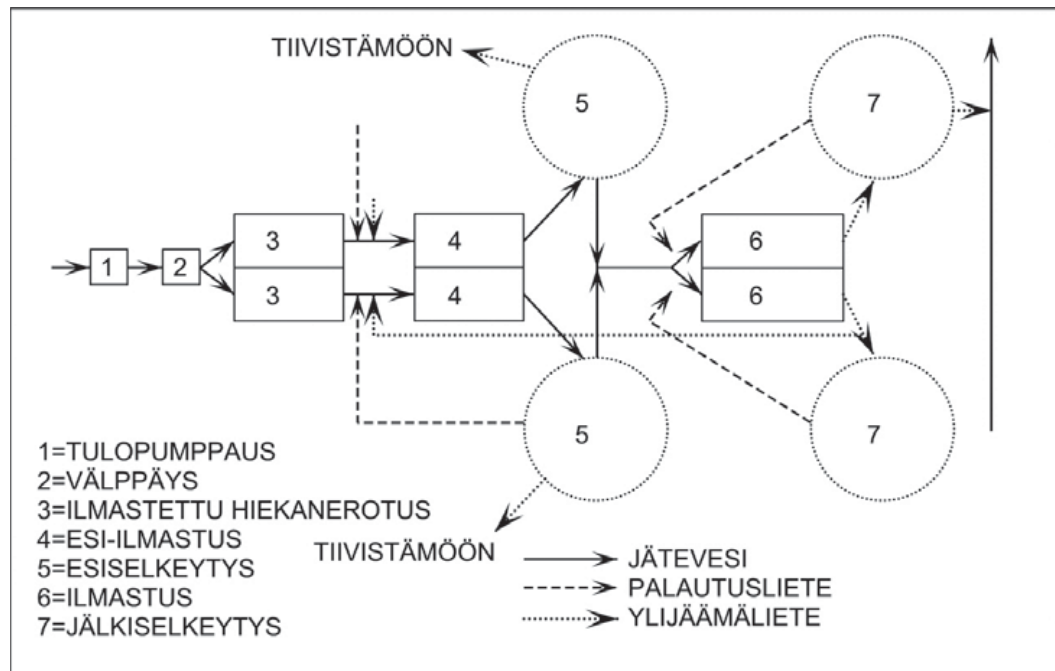 TIIVISTÄMÖÖN
5
7
3
4
6
1
2
3
4
6
5
7
1=TULOPUMPPAUS
2=VÄLPPÄYS
3=ILMASTETTU HIEKANEROTUS
4=ESI-ILMASTUS
5=ESISELKEYTYS
6=ILMASTUS
7=JÄLKISELKEYTYS
TIIVISTÄMÖÖN
JÄTEVESI
PALAUTUSLIETE
YLIJÄÄMÄLIETE